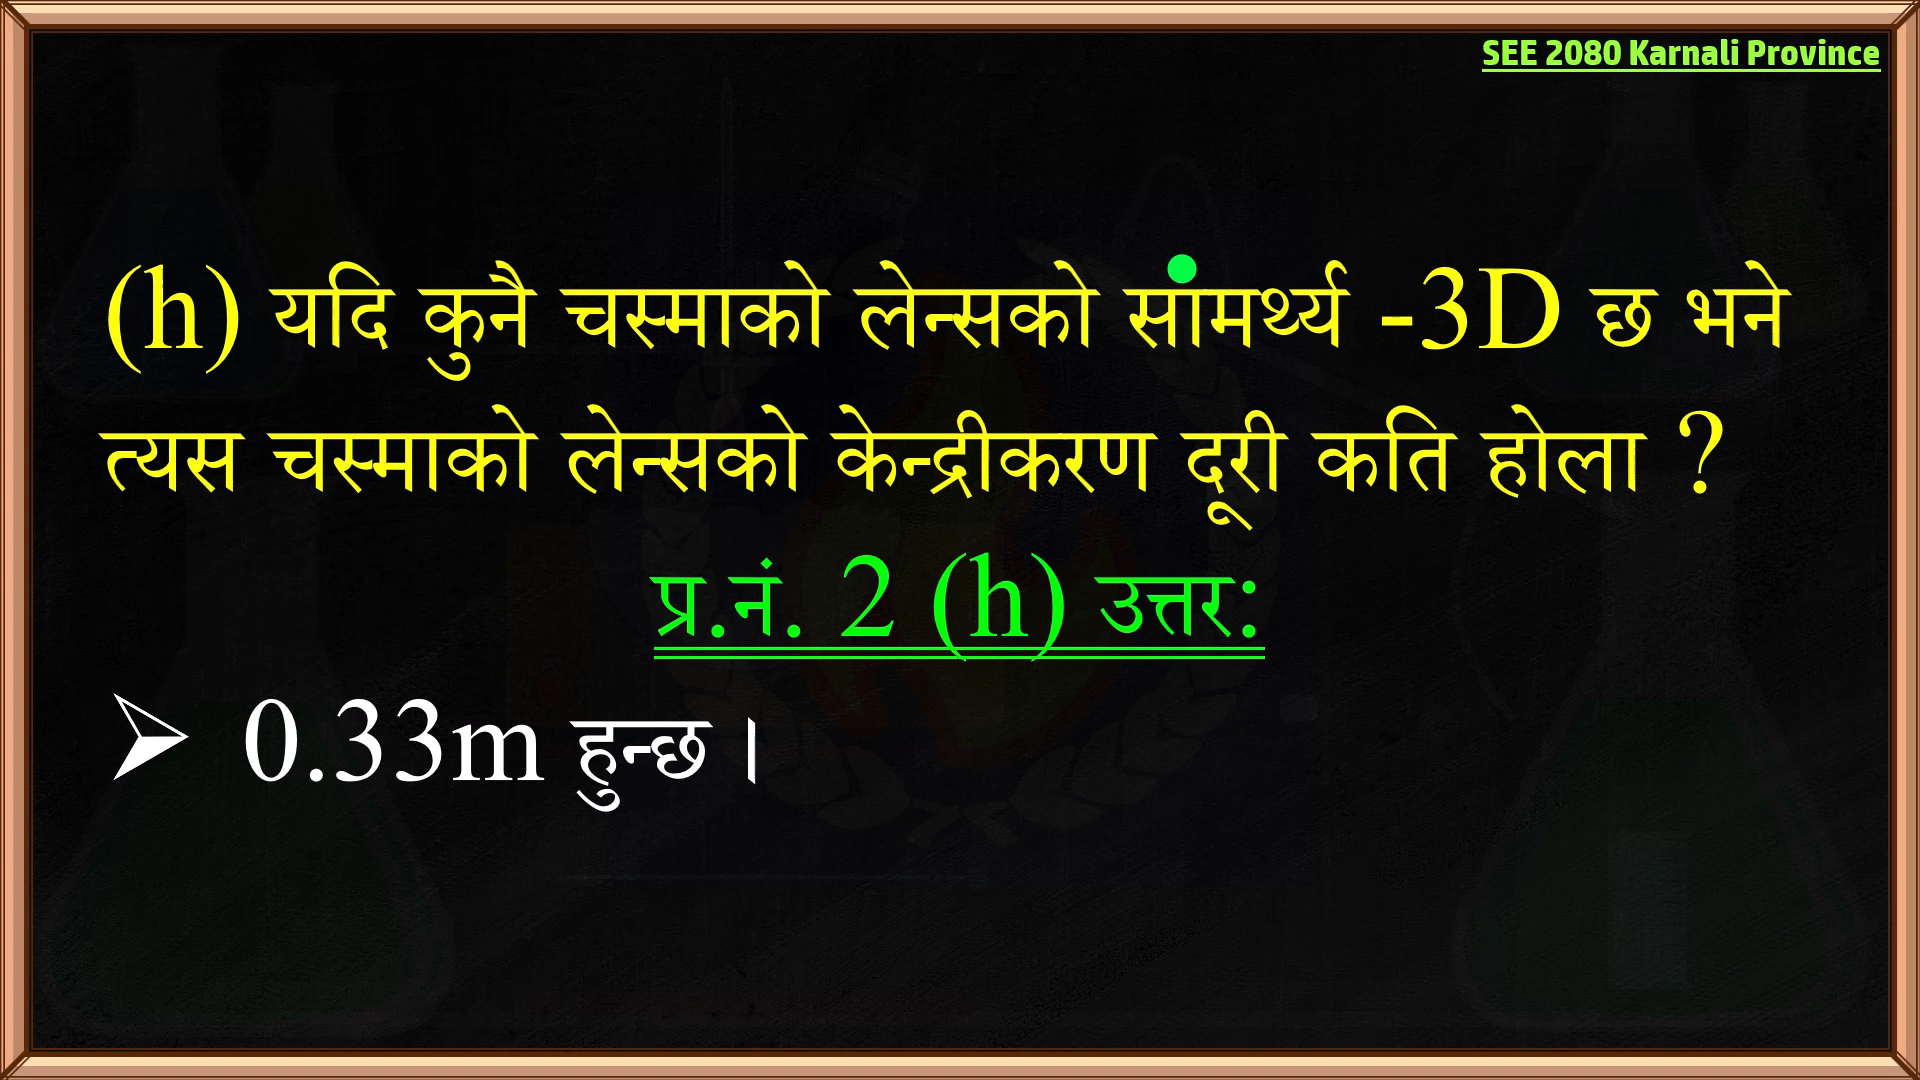 SEE 2080 Karnali Province
(h) यदि कुनै चस्माको लेन्सको सामर्थ्य -3D छ भने
त्यस चस्माको लेन्सको केन्द्रीकरण दूरी कति होला ?
प्र.नं. 2 (h) उत्तर:
➢ 0.33m हुन्छ ।